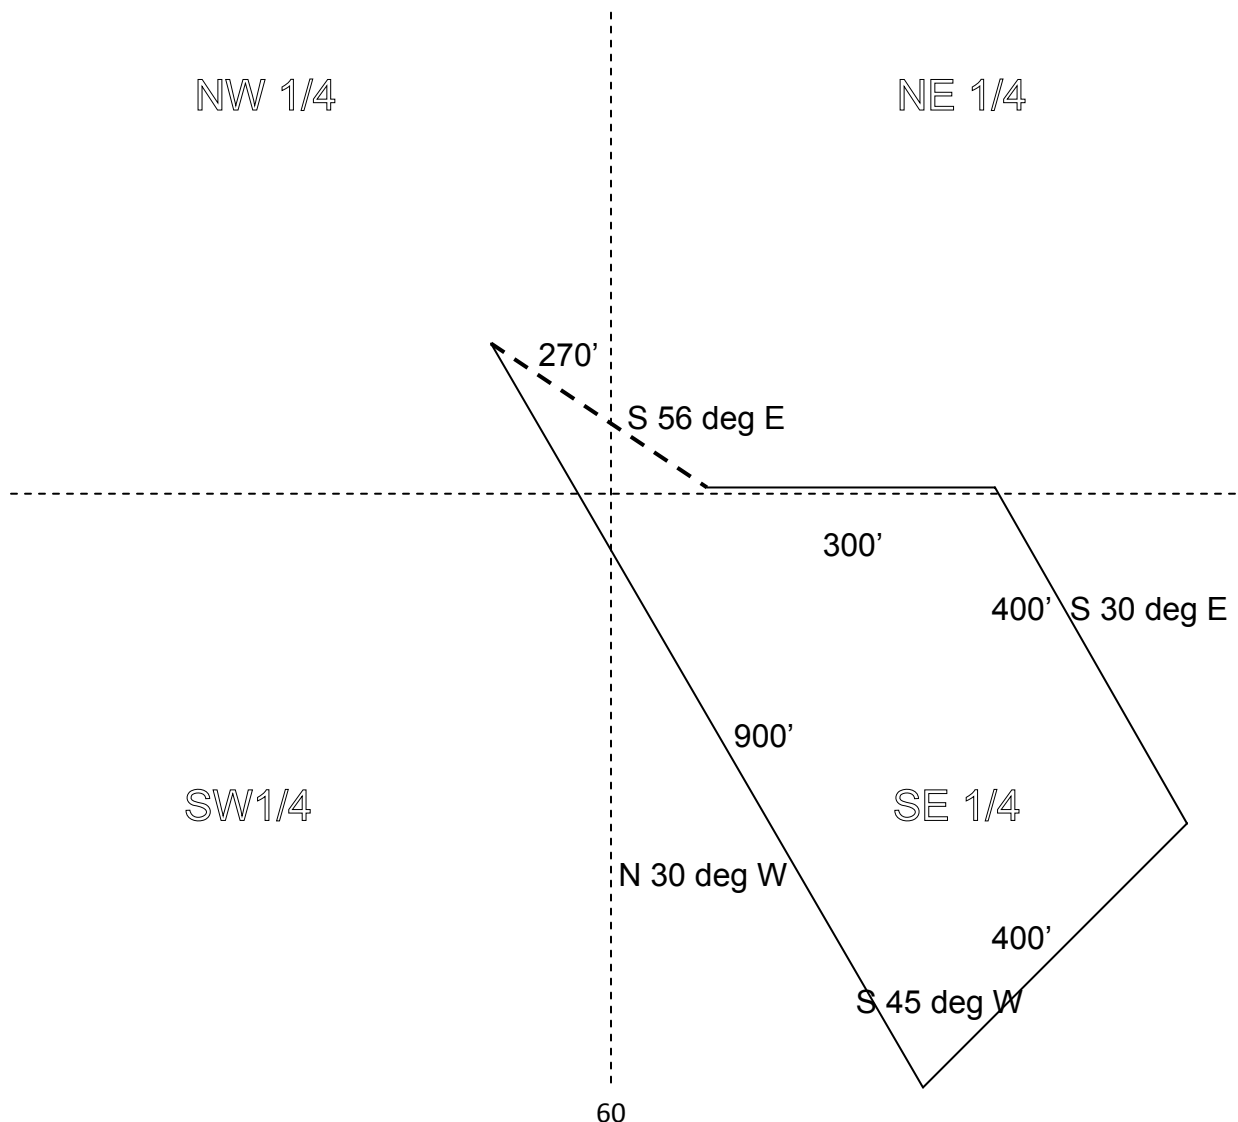 NW 1/4
NE 1/4
270’
S 56 deg E
300’
400’
S 30 deg E
900’
SW1/4
SE 1/4
N 30 deg W
400’
S 45 deg W
60